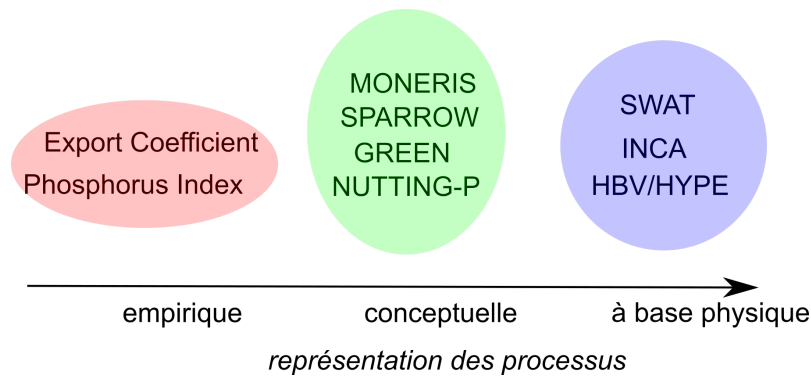 Export Coefficient
Phosphorus Index
MONERIS
SPARROW
GREEN
NUTTING-P
SWAT
INCA
HBV/HYPE
empirique
conceptuelle
à base physique
représentation des processus